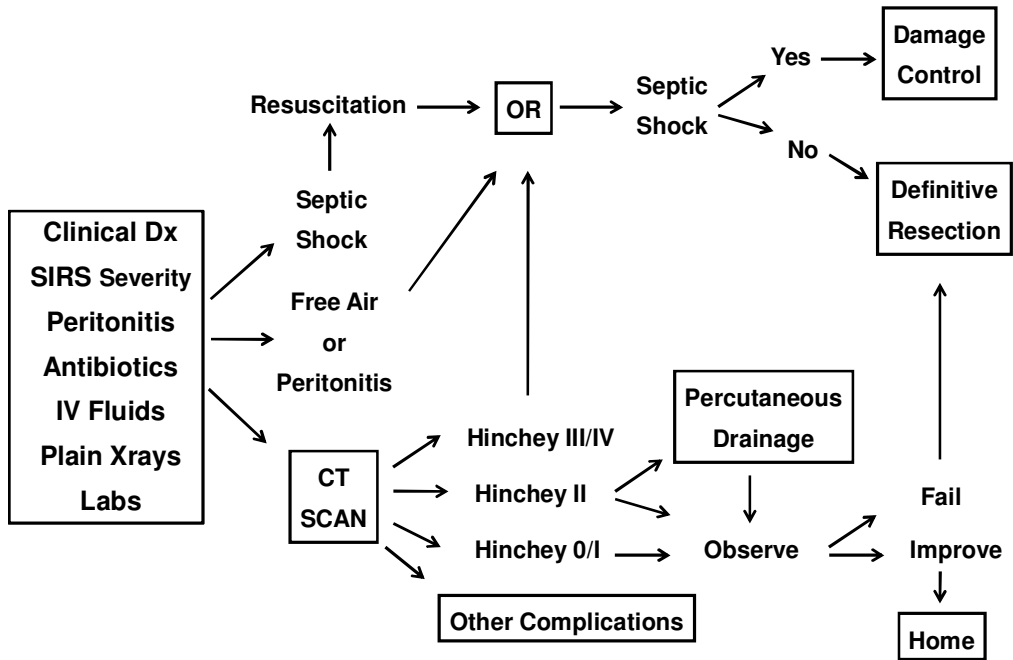 Clinical Dx
SIRS Severity
Peritonitis
Antibiotics
IV Fluids
Plain Xrays
Labs
Septic
Shock
Resuscitation
Free Air
or
Peritonitis
CT
SCAN
OR
Septic
Shock
Yes
Damage
Control
No
Definitive
Resection
Hinchey III/IV
Hinchey II
Hinchey 0/I
Other Complications
Percutaneous
Drainage
Observe
Fail
Improve
Home